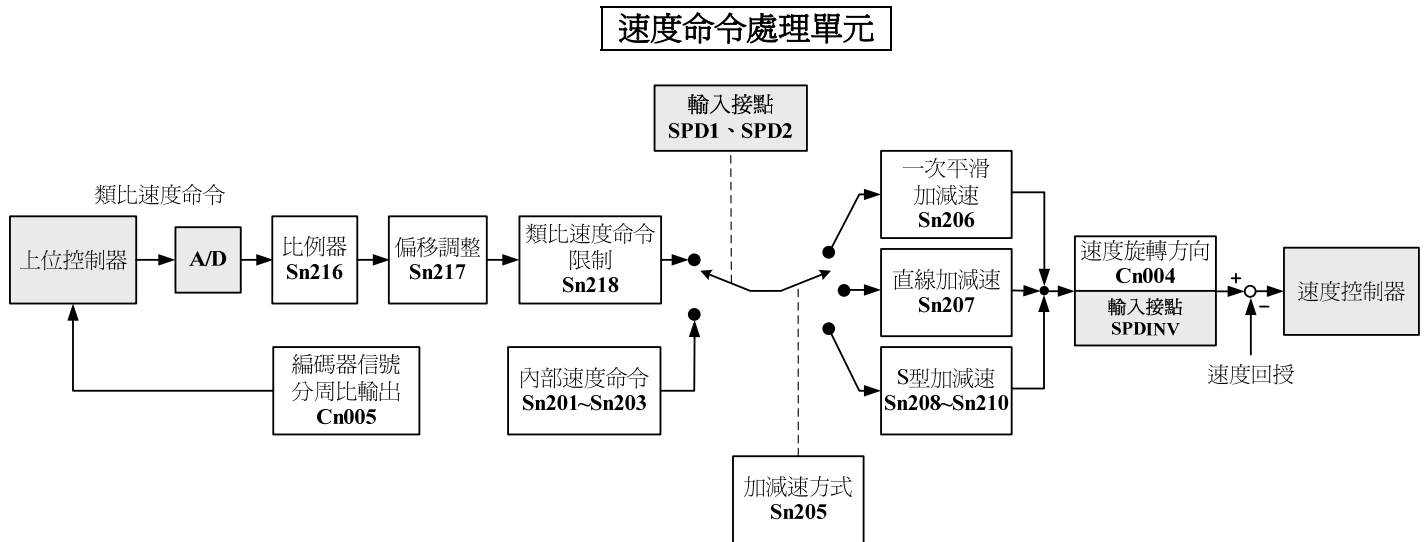 速度命令處理單元
輸入接點
SPD1、SPD2
類比速度命令
上位控制器
A/D
比例器
Sn216
偏移調整
Sn217
類比速度命令
限制
Sn218
一次平滑
加減速
Sn206
直線加減速
Sn207
S型加減速
Sn208~Sn210
速度旋轉方向
Cn004
輸入接點
SPDINV
+
−
速度控制器
速度回授
編碼器信號
分周比輸出
Cn005
內部速度命令
Sn201~Sn203
加減速方式
Sn205